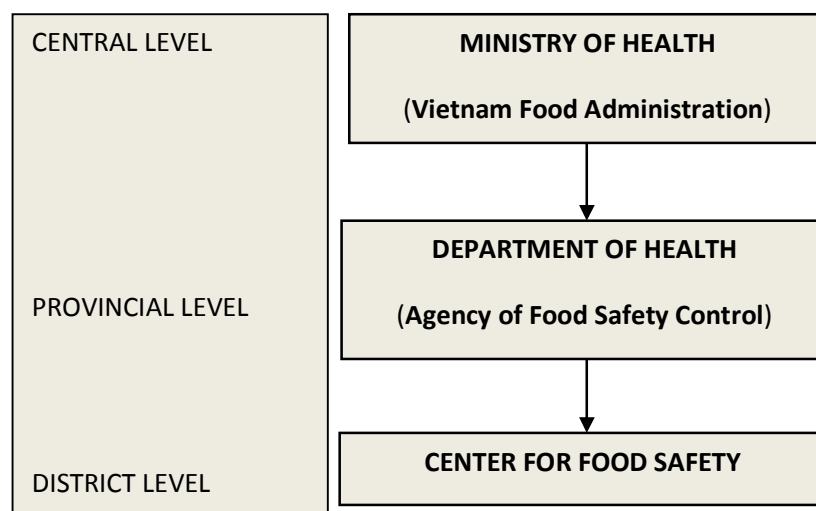 CENTRAL LEVEL
MINISTRY OF HEALTH
(Vietnam Food Administration)
PROVINCIAL LEVEL
DEPARTMENT OF HEALTH
(Agency of Food Safety Control)
DISTRICT LEVEL
CENTER FOR FOOD SAFETY